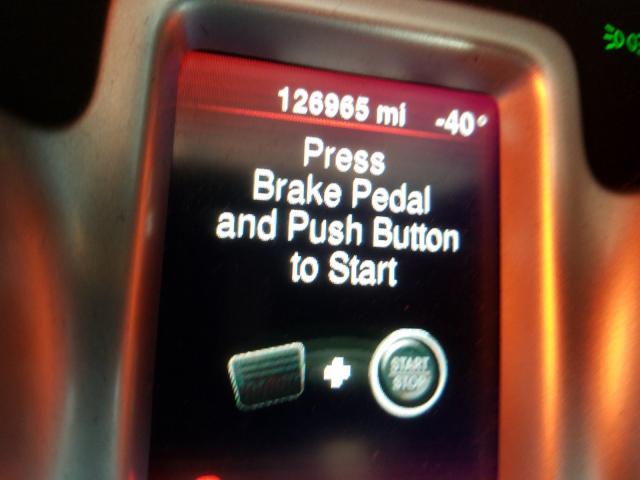 126965 mi -40°
Press
Brake Pedal
and Push Button
to Start
START
STOP